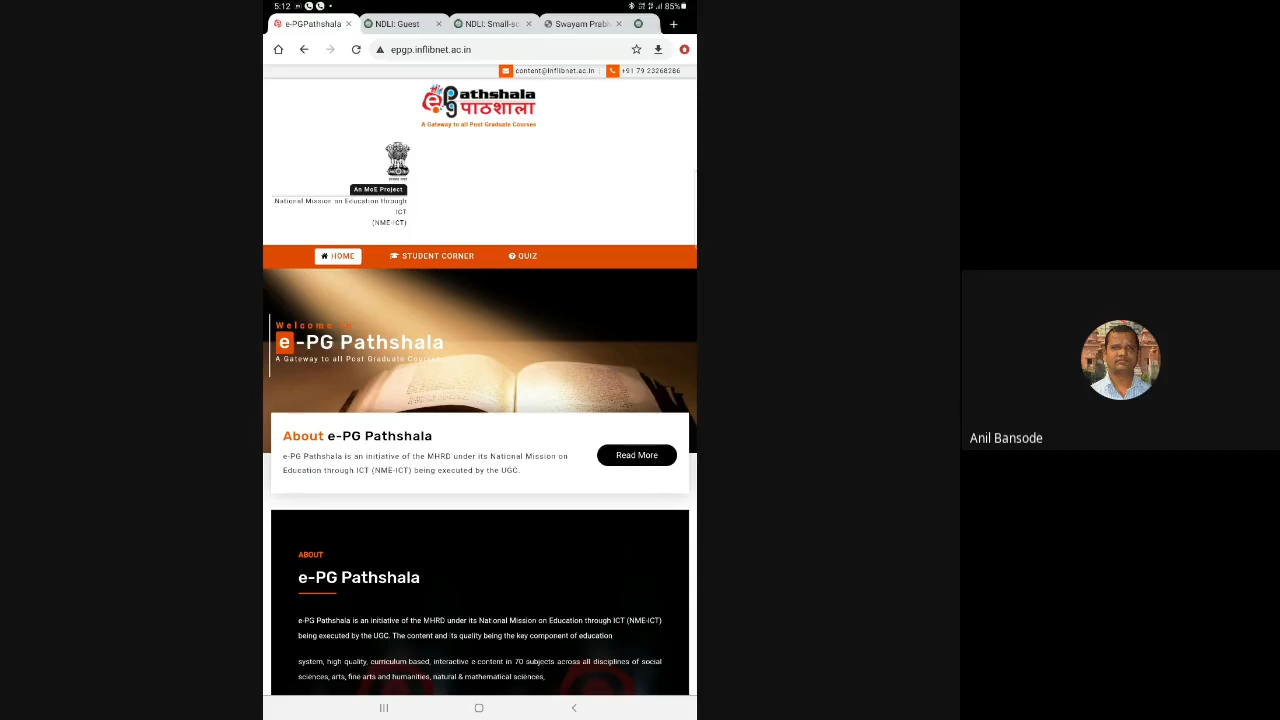 5:12
85%
e-PGPathshala
NDLI: Guest
NDLI: Small-sc
Swayam Prabh
epgp.inflibnet.ac.in
content@inflibnet.ac.in
+91 79 23268286
e Pg athshala
पाठशाला
A Gateway to all Post Graduate Courses
An MoE Project
National Mission on Education through
ICT
(NME-ICT)
HOME
STUDENT CORNER
QUIZ
Welcome
e-PG Pathshala
A Gateway to all Post Graduate Courses
About e-PG Pathshala
e-PG Pathshala is an initiative of the MHRD under its National Mission on
Education through ICT (NME-ICT) being executed by the UGC.
Read More
ABOUT
e-PG Pathshala
e-PG Pathshala is an initiative of the MHRD under its National Mission on Education through ICT (NME-ICT)
being executed by the UGC. The content and its quality being the key component of education
system, high quality, curriculum-based, interactive e-content in 70 subjects across all disciplines of social
sciences, arts, fine arts and humanities, natural & mathematical sciences,
Anil Bansode